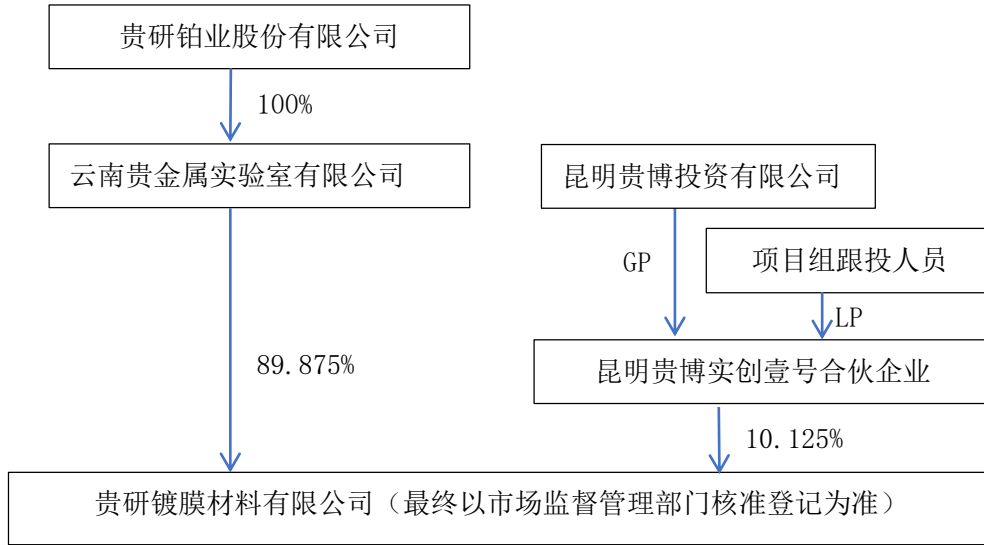 贵研铂业股份有限公司
100%
云南贵金属实验室有限公司
昆明贵博投资有限公司
GP
项目组跟投人员
LP
89.875%
昆明贵博实创壹号合伙企业
10.125%
贵研镀膜材料有限公司（最终以市场监督管理部门核准登记为准）